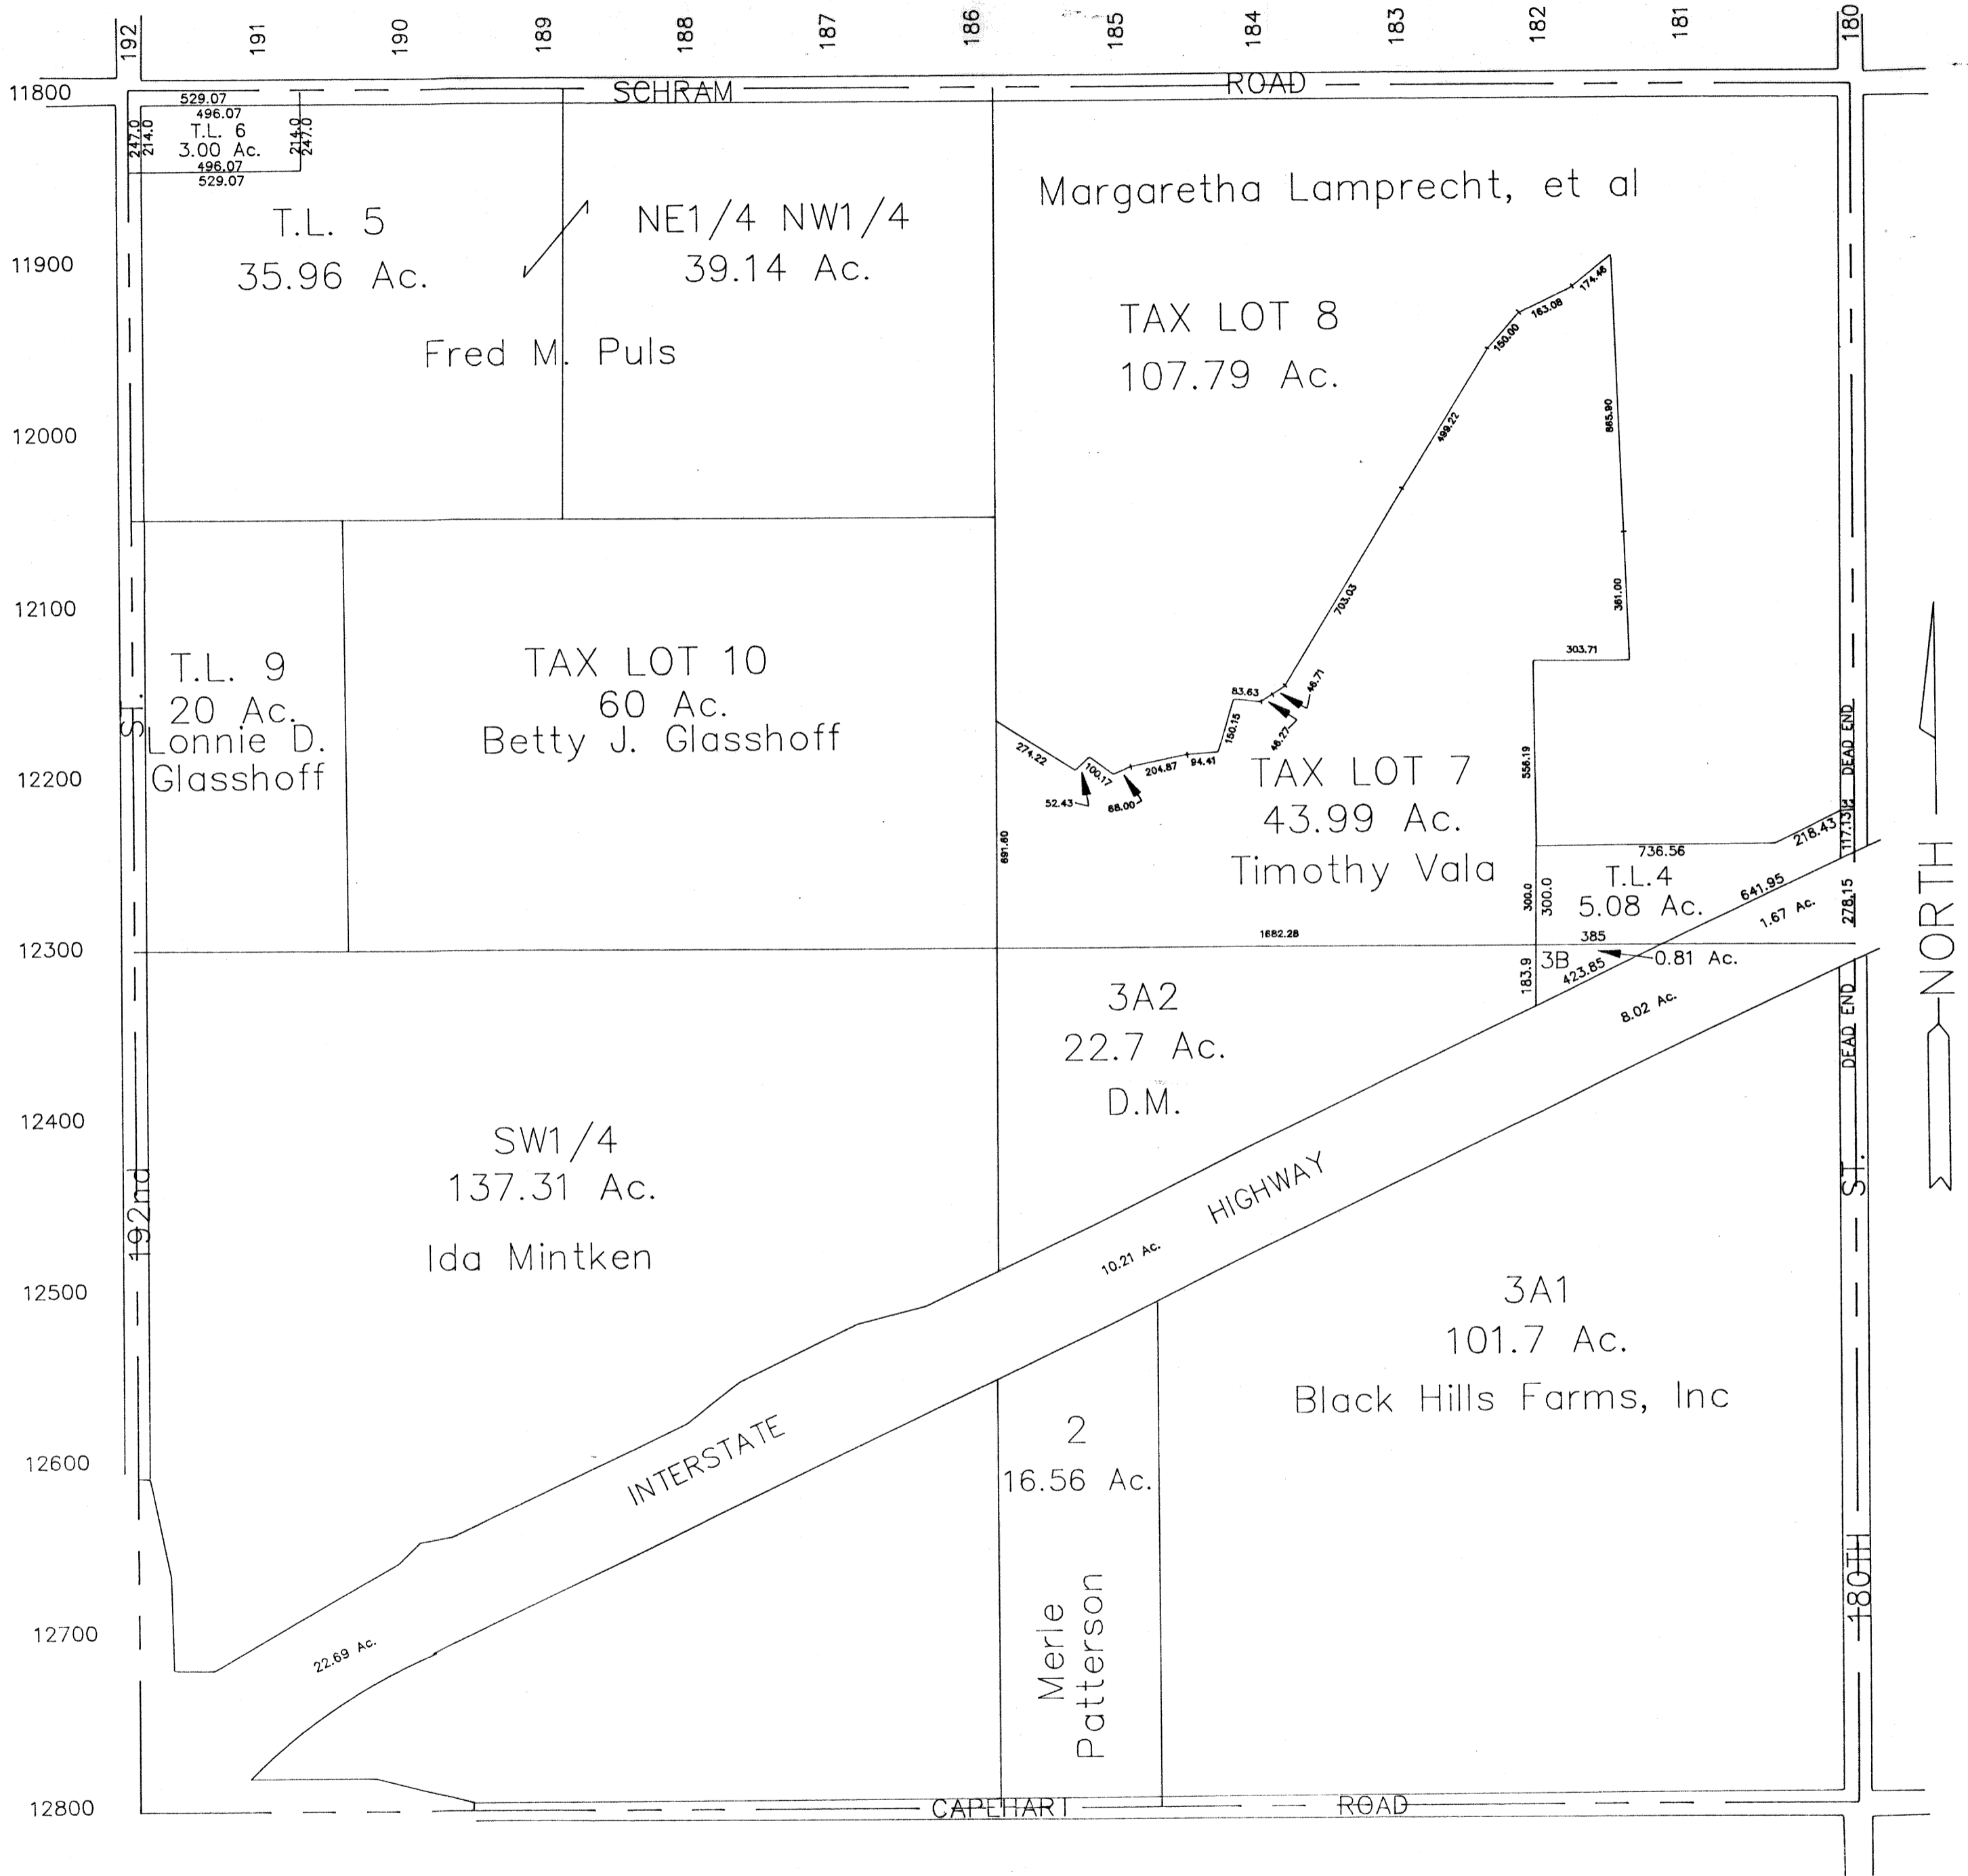 192
191
190
189
188
187
186
185
184
183
182
181
180
11800
11900
12000
12100
12200
12300
12400
12500
12600
12700
12800
SCHRAM ROAD
529.07
496.07
247.0
214.0
T.L. 6
3.00 Ac.
214.0
247.0
496.07
529.07
T.L. 5
35.96 Ac.
NE1/4 NW1/4
39.14 Ac.
Fred M. Puls
Margaretha Lamprecht, et al
TAX LOT 8
107.79 Ac.
174.46
163.08
150.00
499.22
703.03
865.90
361.00
303.71
556.19
46.71
46.27
83.63
150.15
94.41
204.87
68.00
100.17
52.43
274.22
691.60
T.L. 9
20 Ac.
Lonnie D.
Glasshoff
TAX LOT 10
60 Ac.
Betty J. Glasshoff
TAX LOT 7
43.99 Ac.
Timothy Vala
300.0
300.0
736.56
218.43
117.13
T.L.4
5.08 Ac.
641.95
1.67 Ac.
278.15
1682.28
385
3B
0.81 Ac.
183.9
423.85
8.02 Ac.
DEAD END
DEAD END
3A2
22.7 Ac.
D.M.
SW1/4
137.31 Ac.
Ida Mintken
INTERSTATE HIGHWAY
10.21 Ac.
22.69 Ac.
3A1
101.7 Ac.
Black Hills Farms, Inc
2
16.56 Ac.
Merle
Patterson
192nd ST.
180TH ST.
CAPEHART ROAD
NORTH